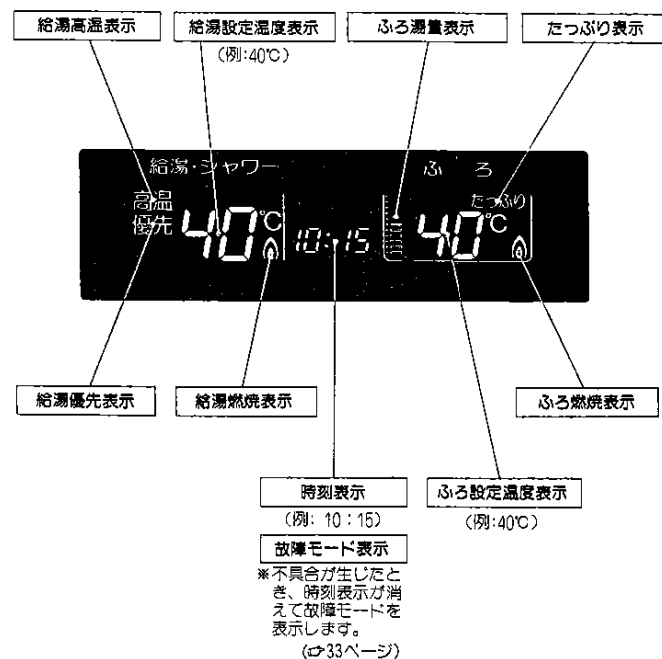 給湯高温表示
給湯設定温度表示
(例:40℃)
ふろ湯量表示
たっぷり表示
給湯・シャワー
ふろ
高温
優先
40℃
10:15
たっぷり
40℃
給湯優先表示
給湯燃焼表示
ふろ燃焼表示
時刻表示
(例: 10:15)
ふろ設定温度表示
(例:40℃)
故障モード表示
※不具合が生じたと
き、時刻表示が消
えて故障モードを
表示します。
(☞33ページ)